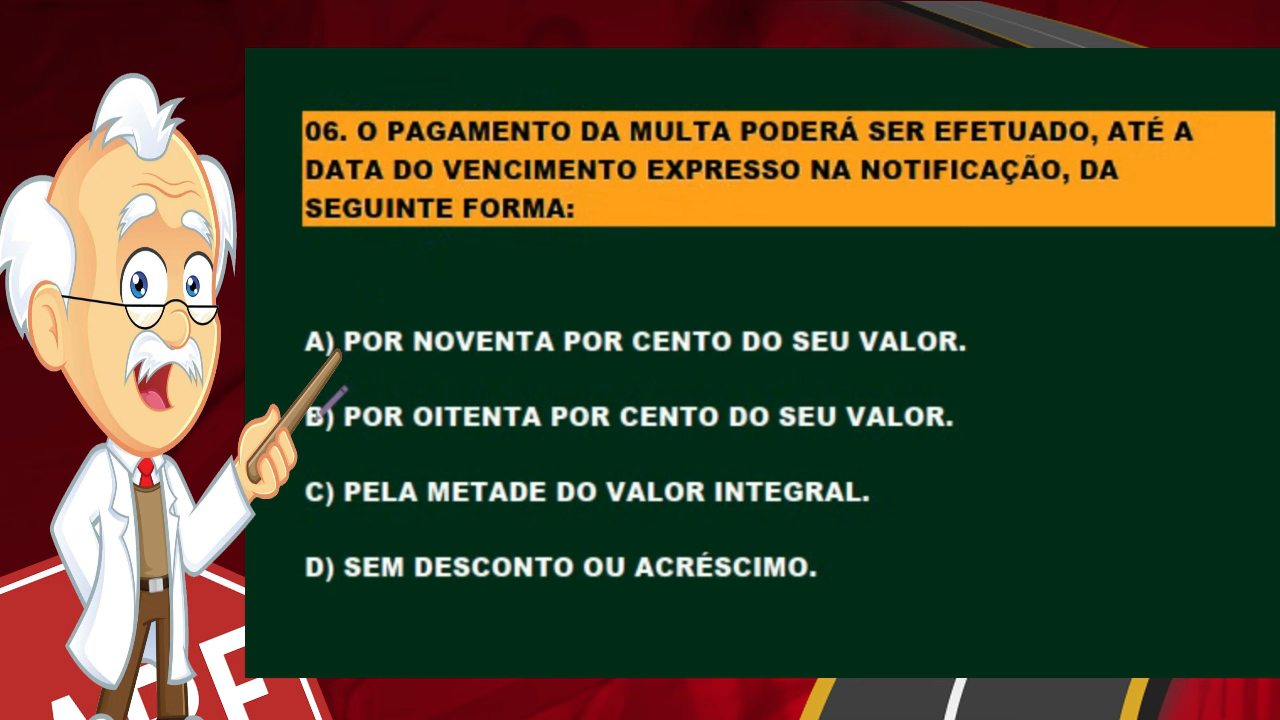 06. O PAGAMENTO DA MULTA PODERÁ SER EFETUADO, ATÉ A
DATA DO VENCIMENTO EXPRESSO NA NOTIFICAÇÃO, DA
SEGUINTE FORMA:
A) POR NOVENTA POR CENTO DO SEU VALOR.
B) POR OITENTA POR CENTO DO SEU VALOR.
C) PELA METADE DO VALOR INTEGRAL.
D) SEM DESCONTO OU ACRÉSCIMO.